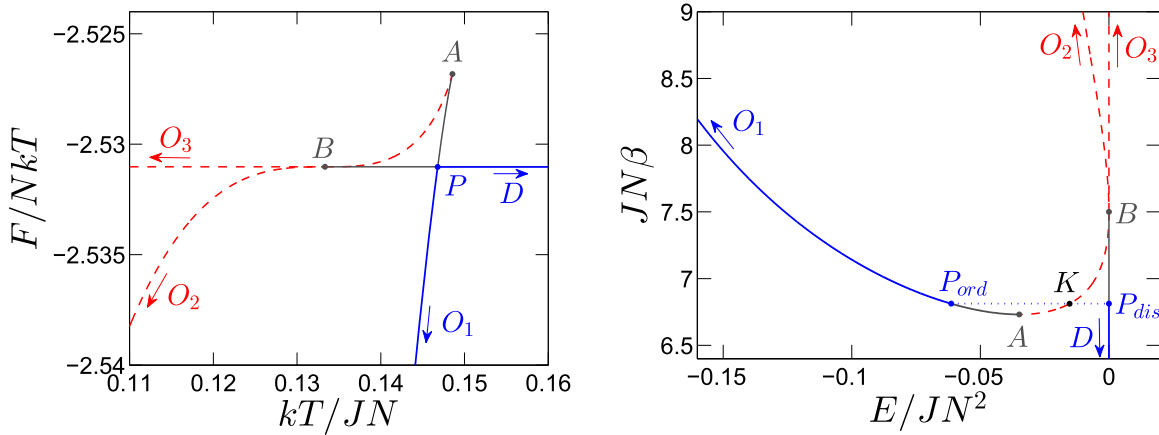 −2.525
−2.53
−2.535
−2.54
F/NkT
A
B
P
D
O₃
O₂
O₁
0.11 0.12 0.13 0.14 0.15 0.16
kT/JN
9
8.5
8
7.5
7
6.5
JNβ
O₂ O₃
O₁
B
P_ord K P_dis
A D
−0.15 −0.1 −0.05 0
E/JN²